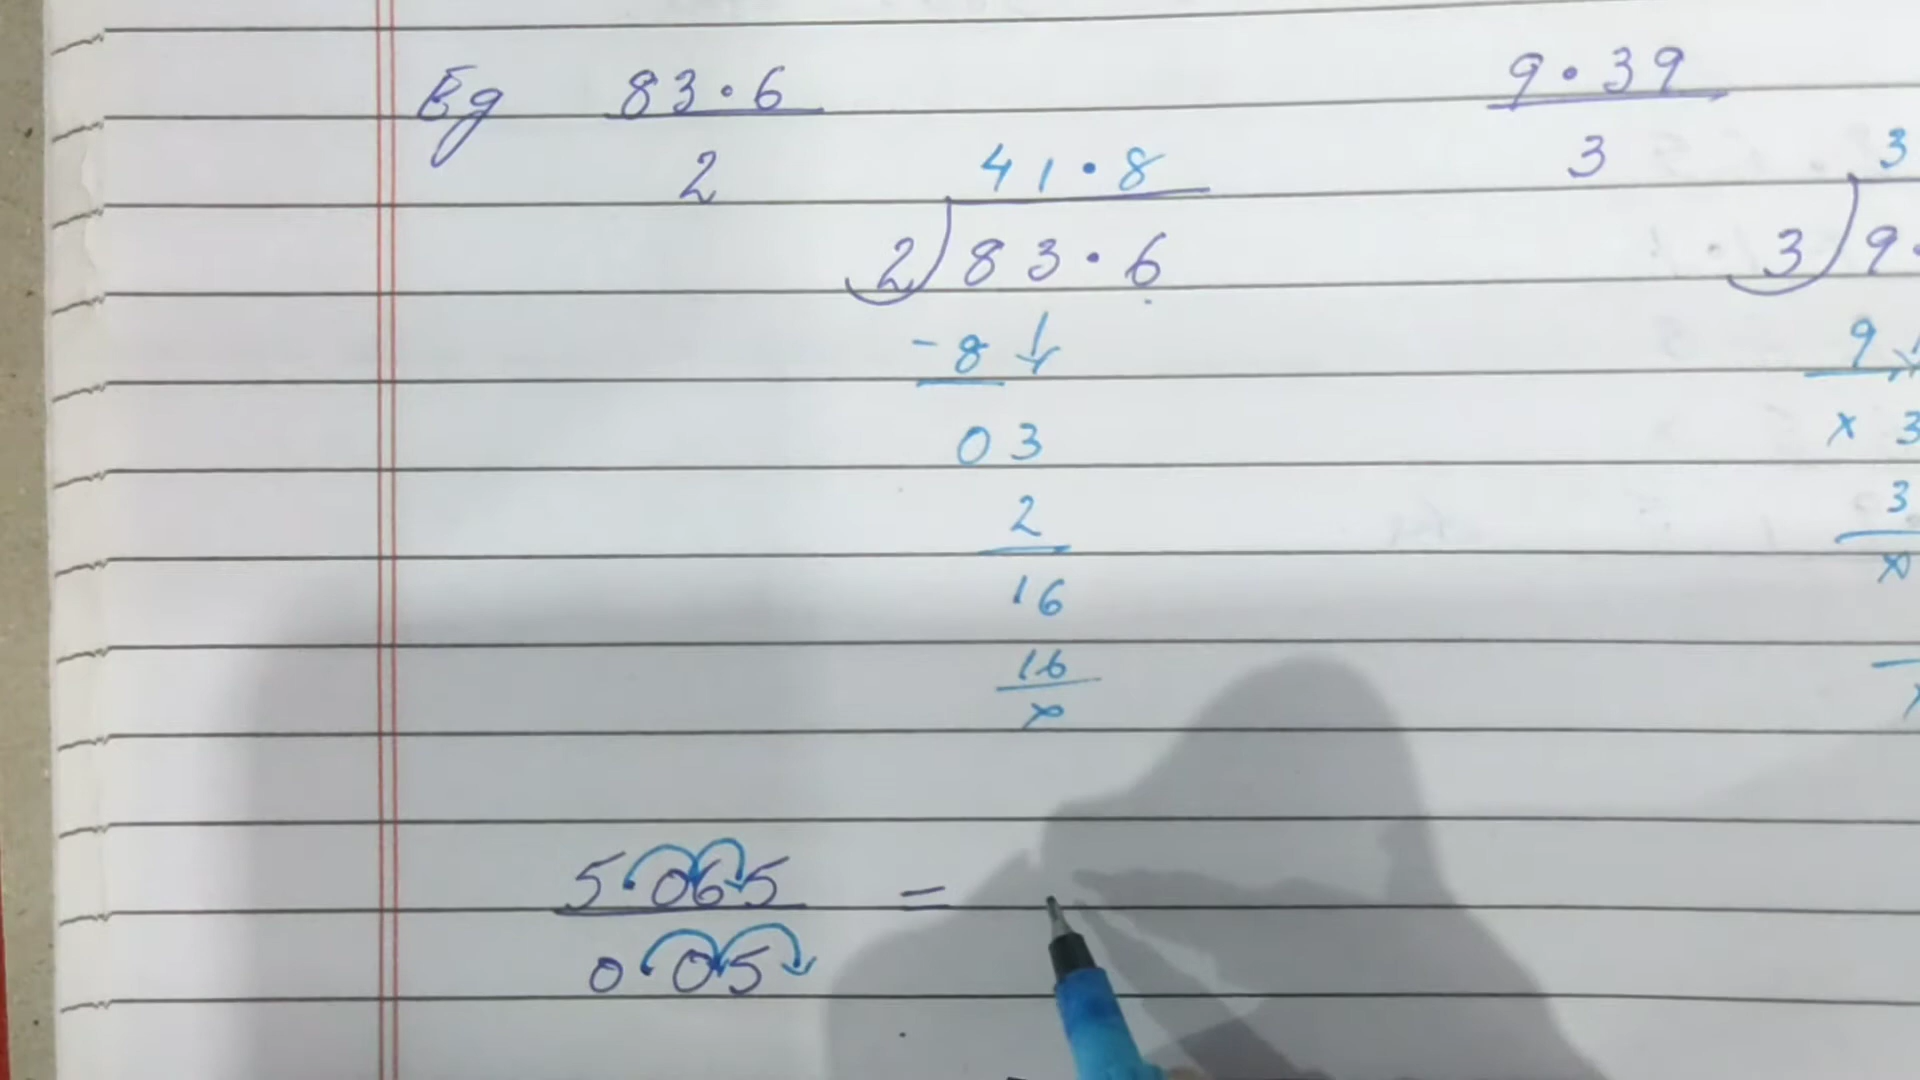 Eg 83.6 9.39
2 41.8 3 3
2 83.6 3 9.
-8 9
03 x 3
2 3
16 x
16
x
5.065 =
0.05